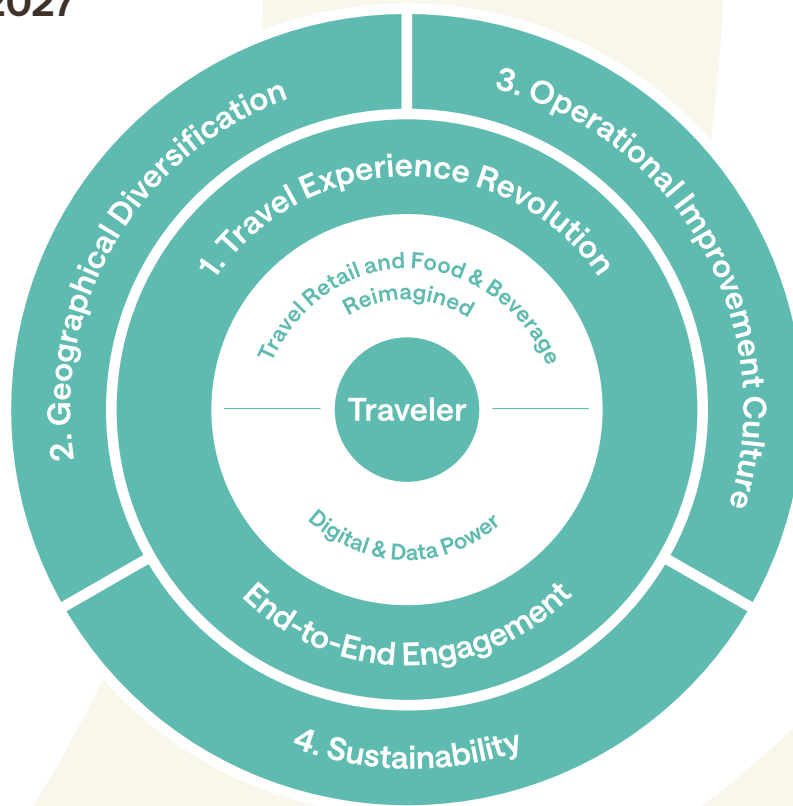 2027
2. Geographical Diversification
3. Operational Improvement Culture
1. Travel Experience Revolution
Travel Retail and Food & Beverage
Reimagined
Traveler
Digital & Data Power
End-to-End Engagement
4. Sustainability